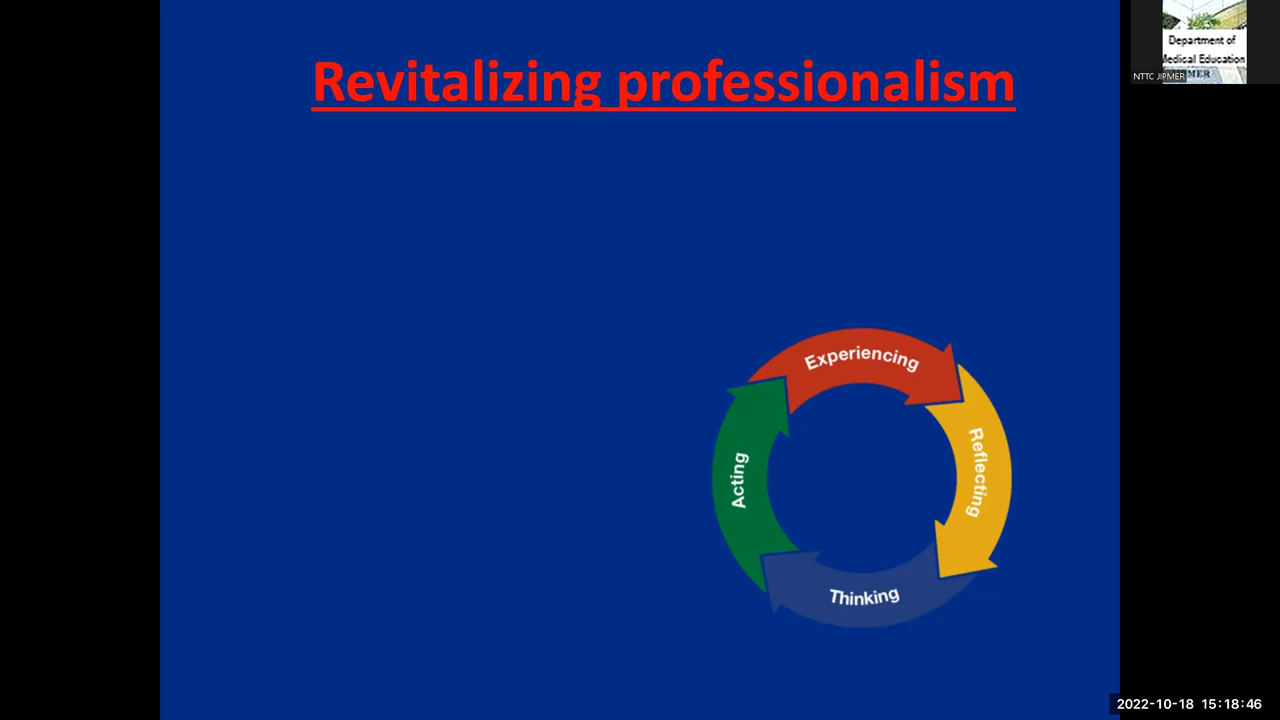 Revitalizing professionalism
Department of
Medical Education
NTTC JIPMER
Experiencing
Reflecting
Acting
Thinking
2022-10-18 15:18:46